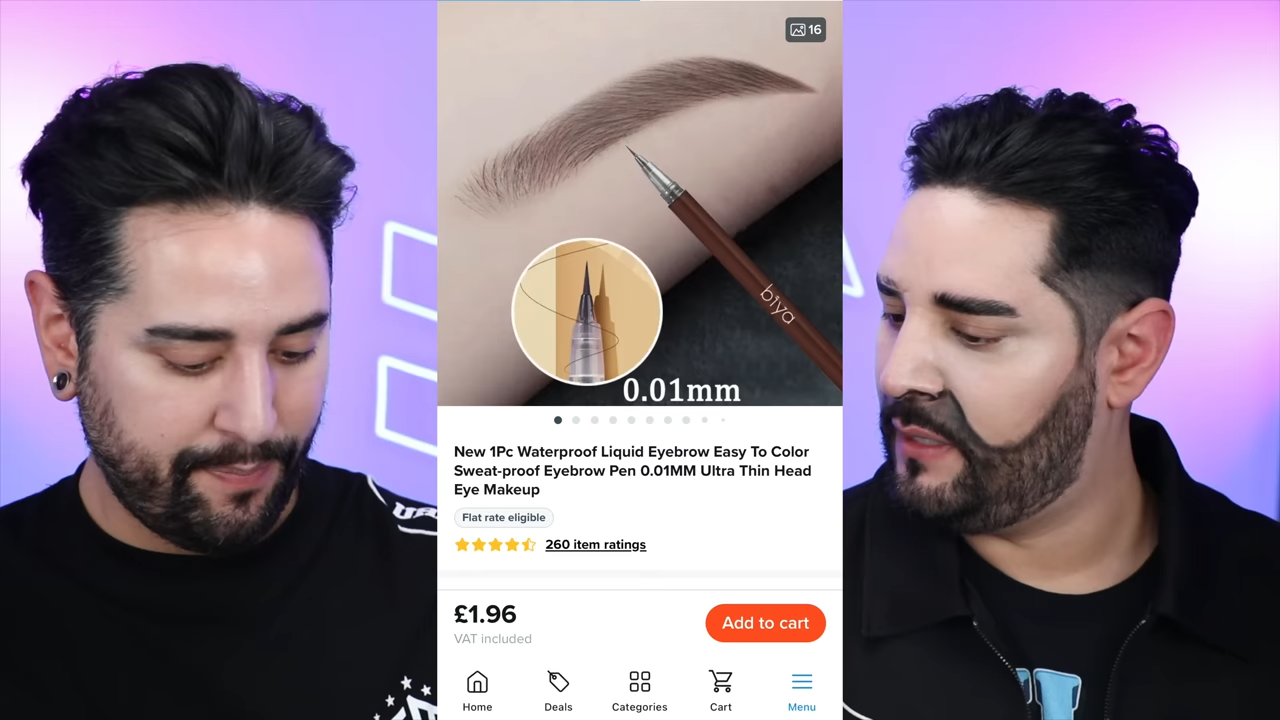 16
biya
0.01mm
New 1Pc Waterproof Liquid Eyebrow Easy To Color
Sweat-proof Eyebrow Pen 0.01MM Ultra Thin Head
Eye Makeup
Flat rate eligible
260 item ratings
£1.96
VAT included
Add to cart
Home
Deals
Categories
Cart
Menu